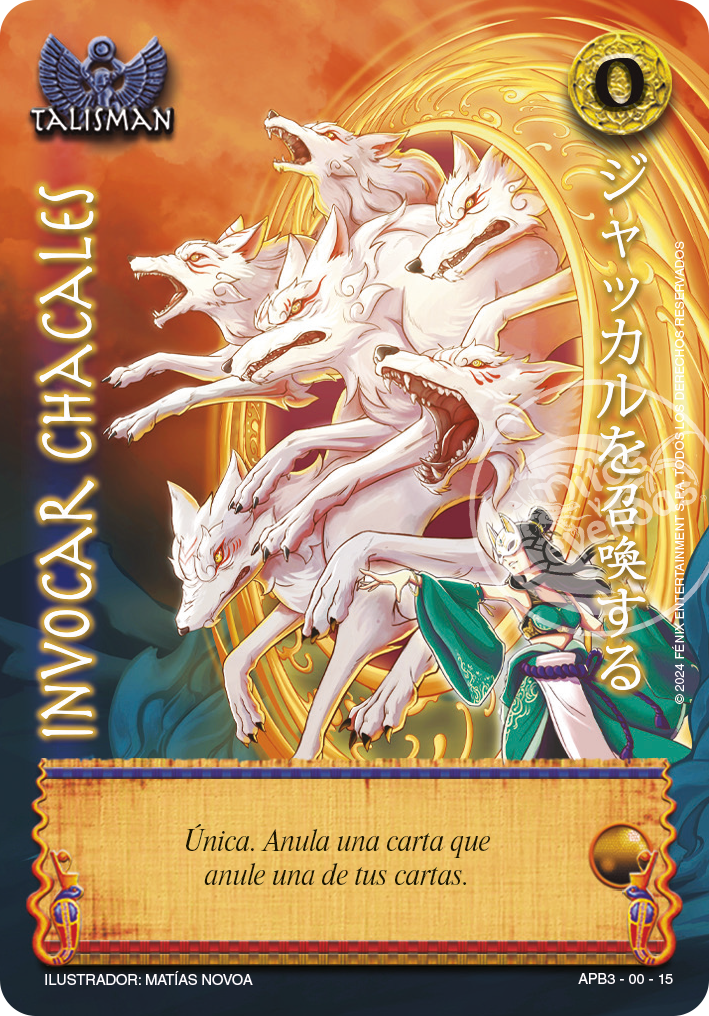 TALISMAN
0
INVOCAR CHACALES
ジャッカルを召喚する
© 2024 FÉNIX ENTERTAINMENT S.P.A. TODOS LOS DERECHOS RESERVADOS
Única. Anula una carta que
anule una de tus cartas.
ILUSTRADOR: MATÍAS NOVOA
APB3 - 00 - 15